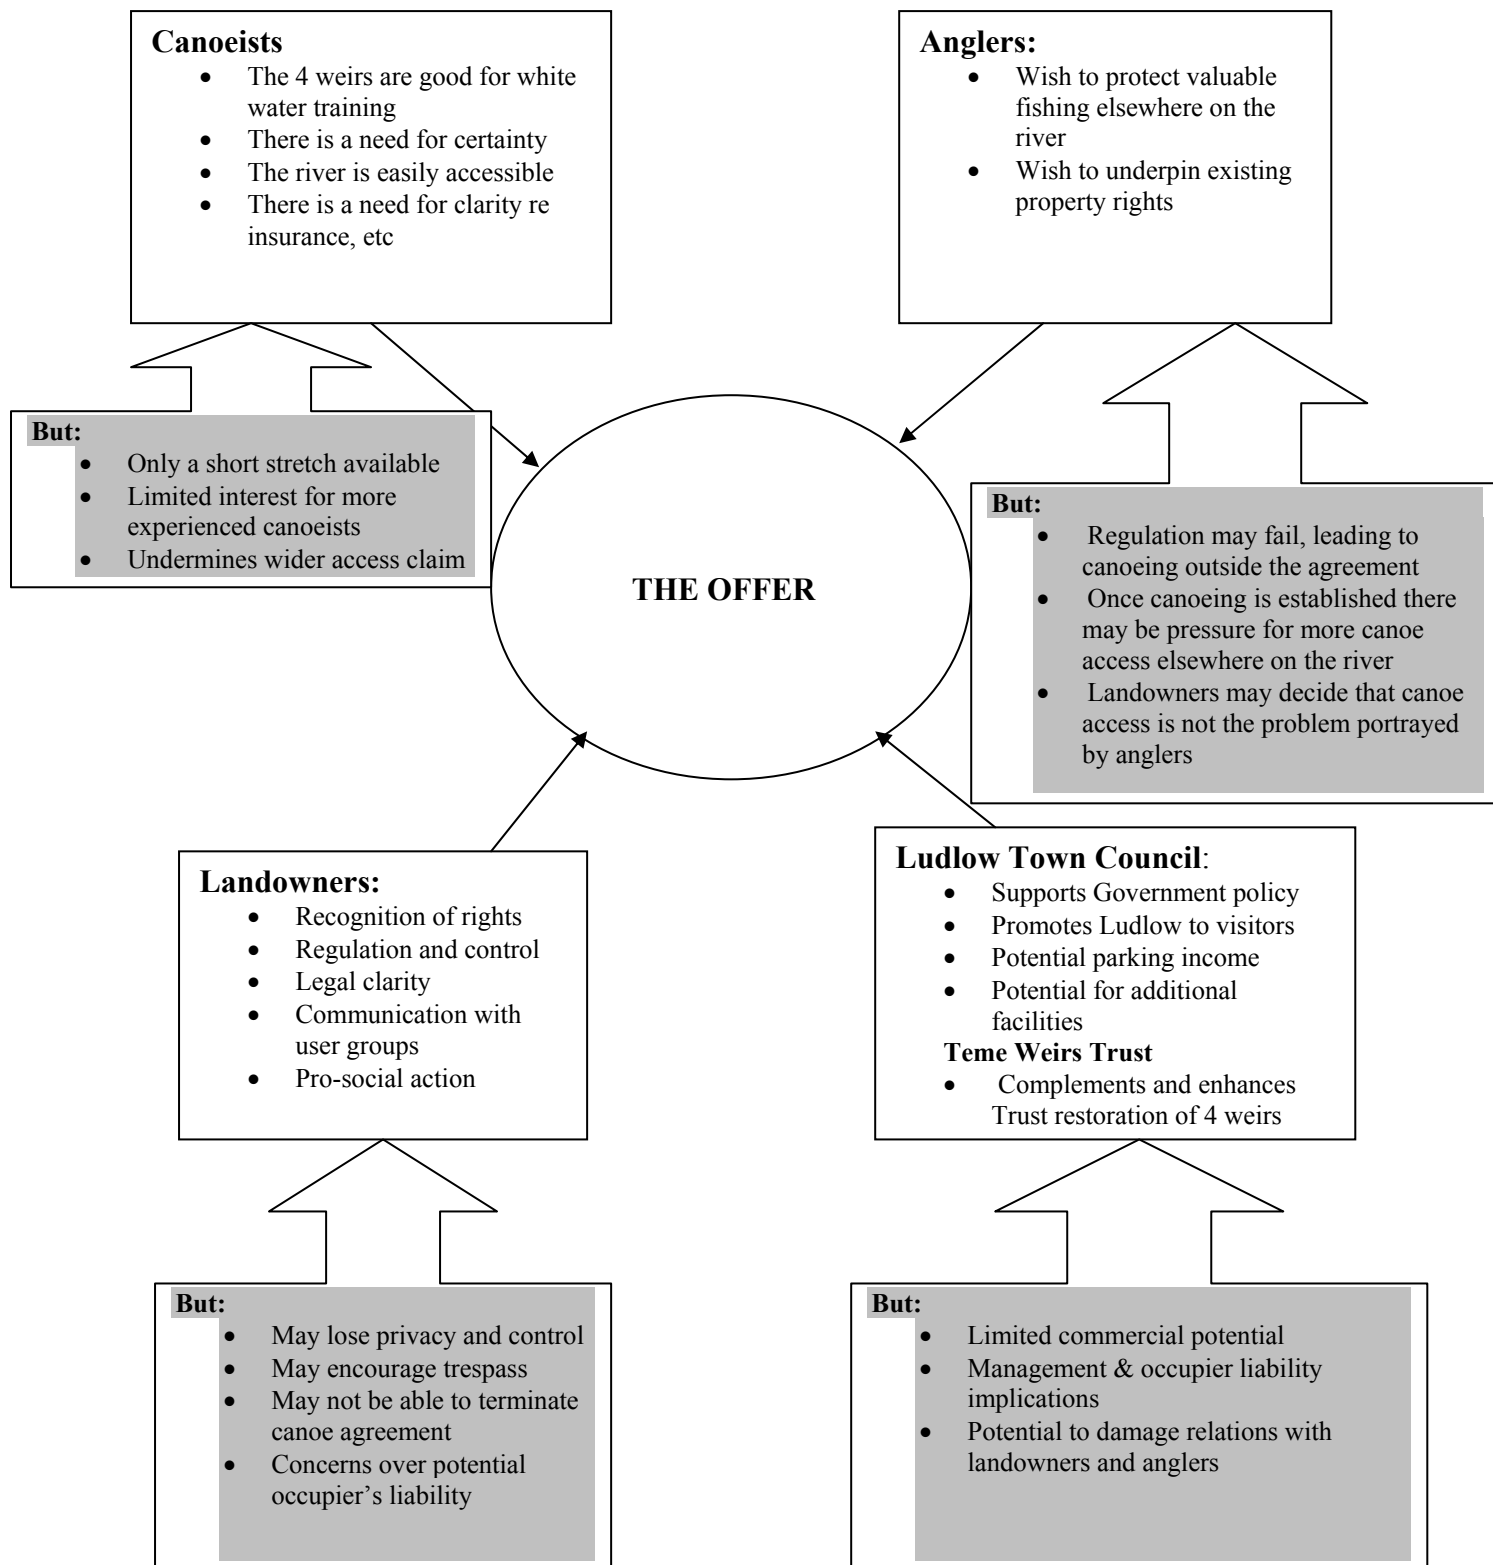 Canoeists
• The 4 weirs are good for white
water training
• There is a need for certainty
• The river is easily accessible
• There is a need for clarity re
insurance, etc
But:
• Only a short stretch available
• Limited interest for more
experienced canoeists
• Undermines wider access claim
Anglers:
• Wish to protect valuable
fishing elsewhere on the
river
• Wish to underpin existing
property rights
But:
• Regulation may fail, leading to
canoeing outside the agreement
• Once canoeing is established there
may be pressure for more canoe
access elsewhere on the river
• Landowners may decide that canoe
access is not the problem portrayed
by anglers
THE OFFER
Landowners:
• Recognition of rights
• Regulation and control
• Legal clarity
• Communication with
user groups
• Pro-social action
But:
• May lose privacy and control
• May encourage trespass
• May not be able to terminate
canoe agreement
• Concerns over potential
occupier’s liability
Ludlow Town Council:
• Supports Government policy
• Promotes Ludlow to visitors
• Potential parking income
• Potential for additional
facilities
Teme Weirs Trust
• Complements and enhances
Trust restoration of 4 weirs
But:
• Limited commercial potential
• Management & occupier liability
implications
• Potential to damage relations with
landowners and anglers